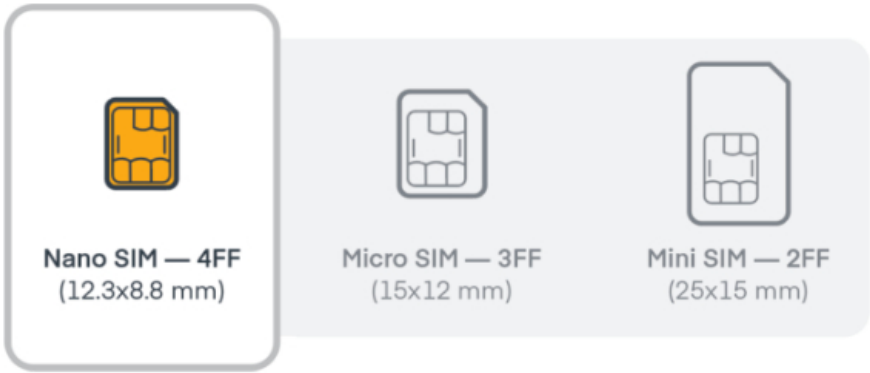 Nano SIM — 4FF
(12.3x8.8 mm)
Micro SIM — 3FF
(15x12 mm)
Mini SIM — 2FF
(25x15 mm)